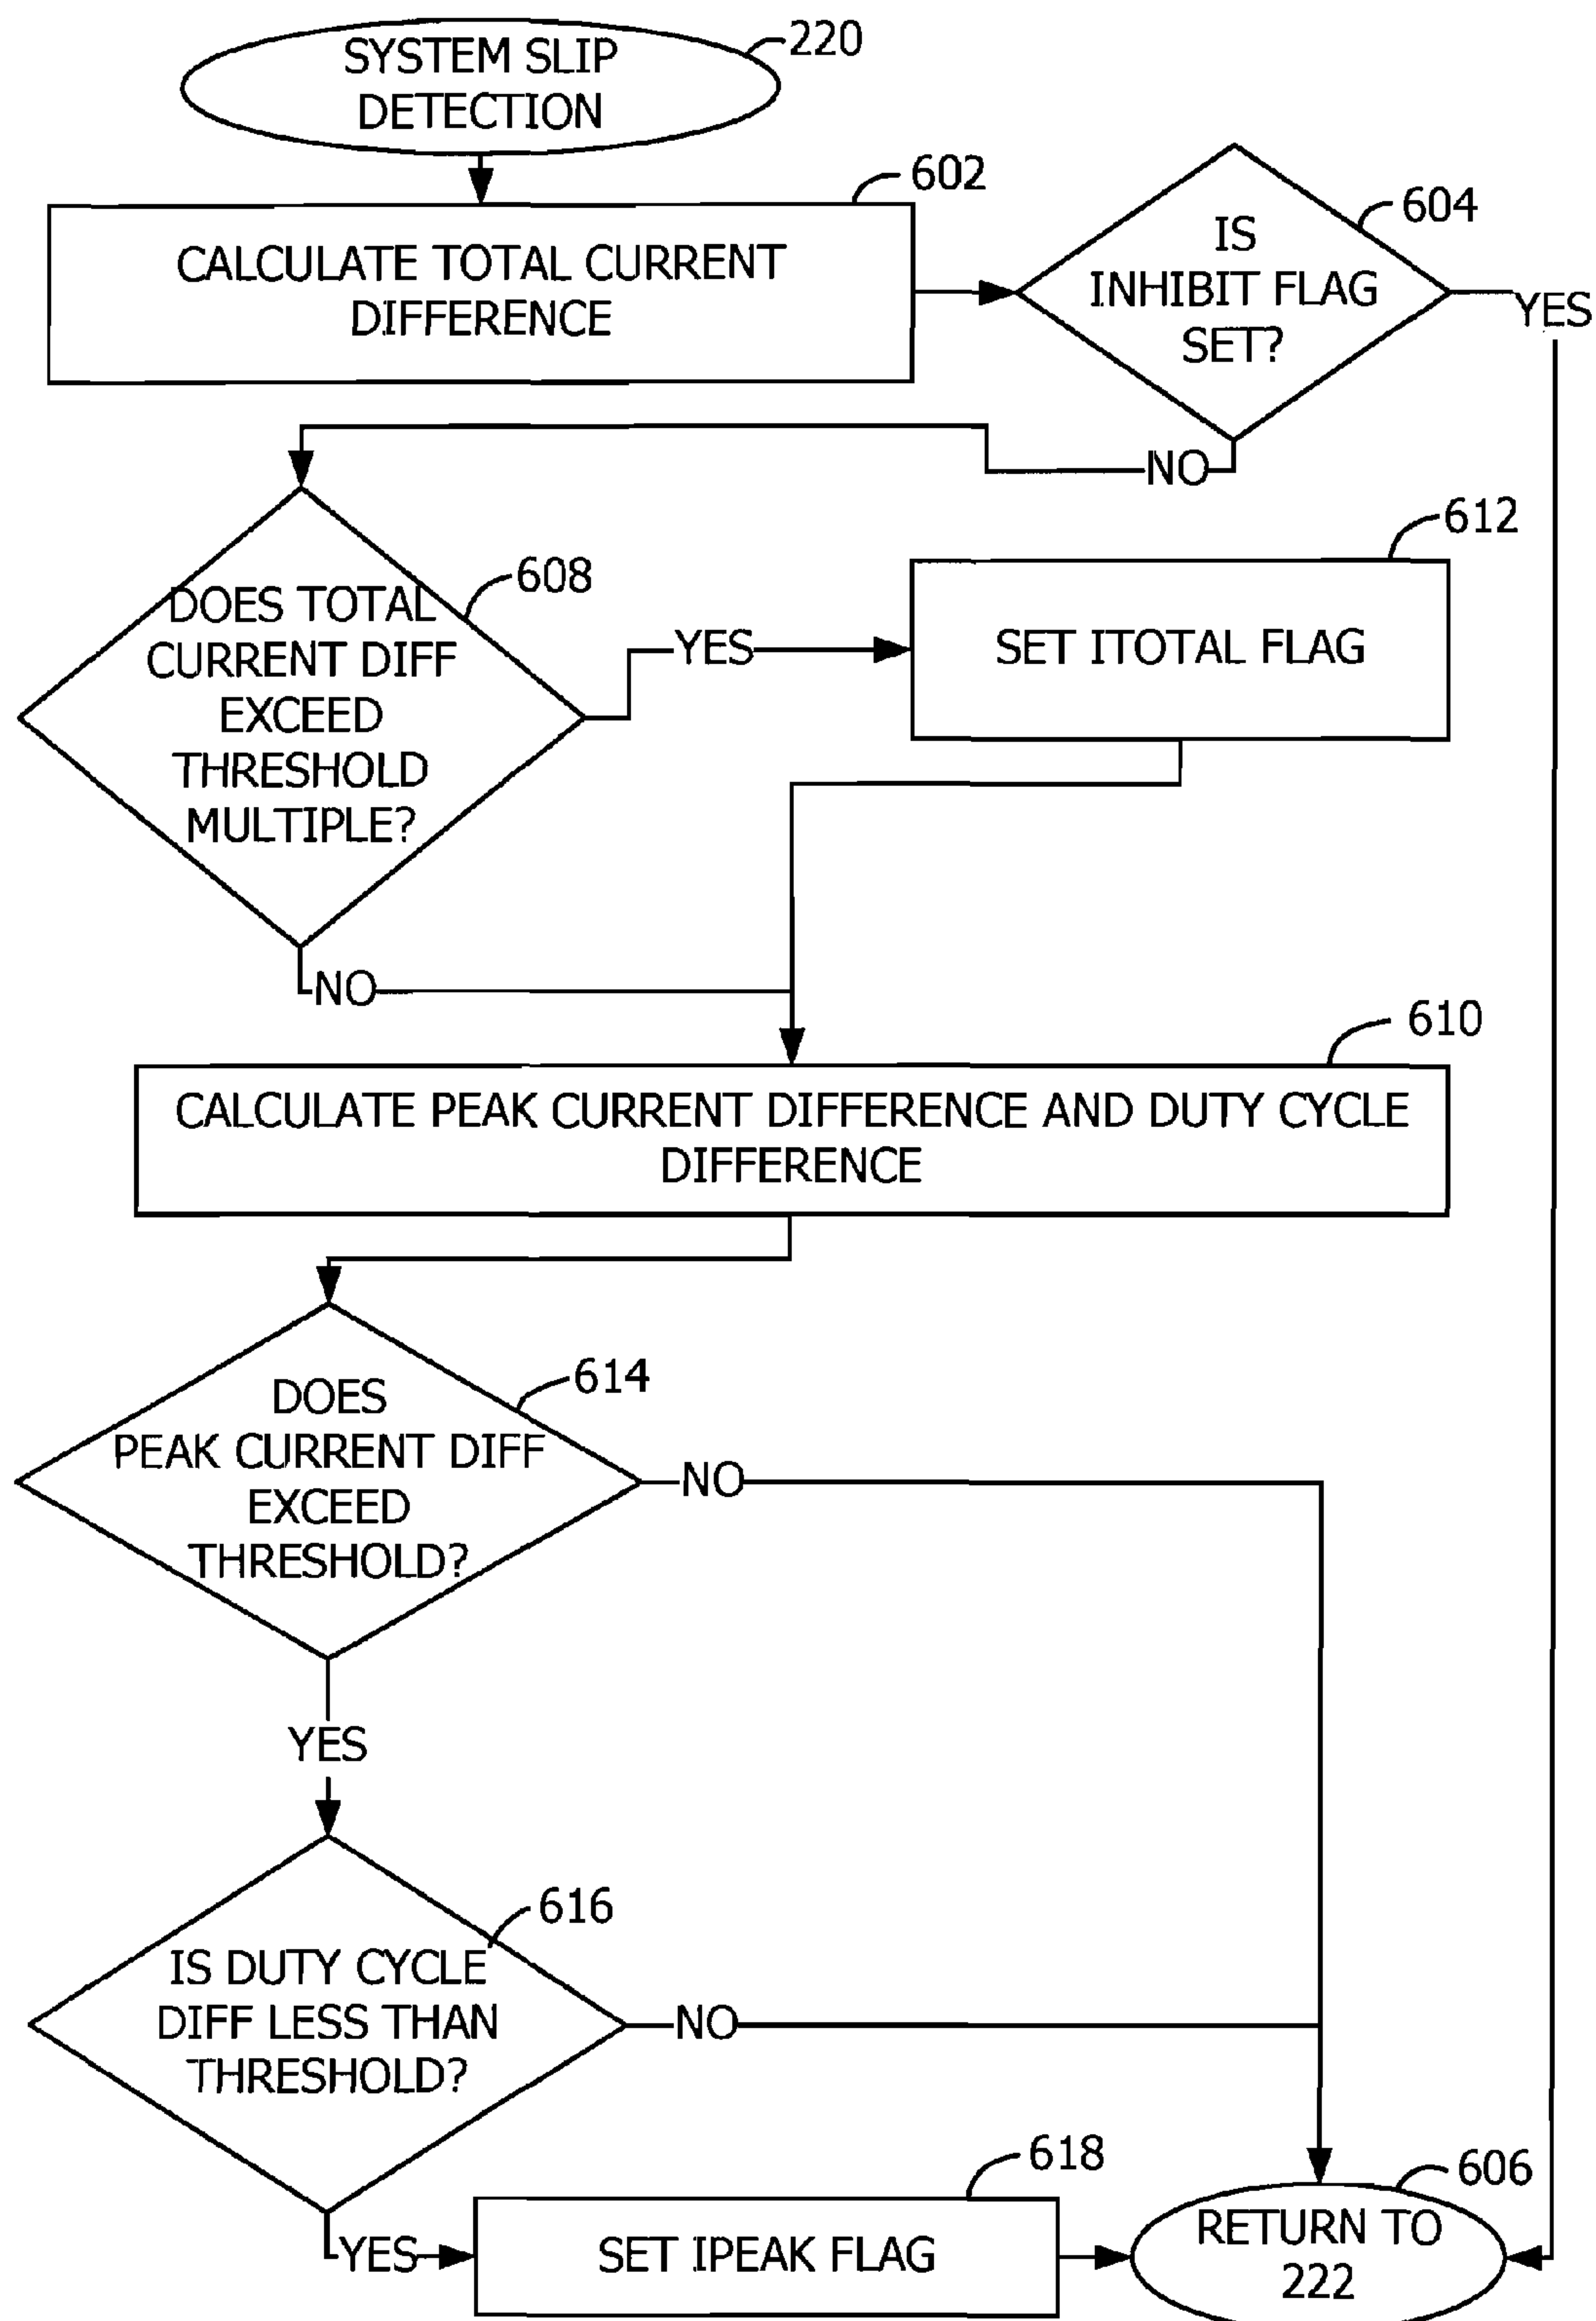 SYSTEM SLIP
DETECTION
220
602
CALCULATE TOTAL CURRENT
DIFFERENCE
604
IS
INHIBIT FLAG
SET?
YES
NO
608
DOES TOTAL
CURRENT DIFF
EXCEED
THRESHOLD
MULTIPLE?
YES
612
SET ITOTAL FLAG
NO
610
CALCULATE PEAK CURRENT DIFFERENCE AND DUTY CYCLE
DIFFERENCE
614
DOES
PEAK CURRENT DIFF
EXCEED
THRESHOLD?
NO
YES
616
IS DUTY CYCLE
DIFF LESS THAN
THRESHOLD?
NO
YES
618
SET IPEAK FLAG
606
RETURN TO
222